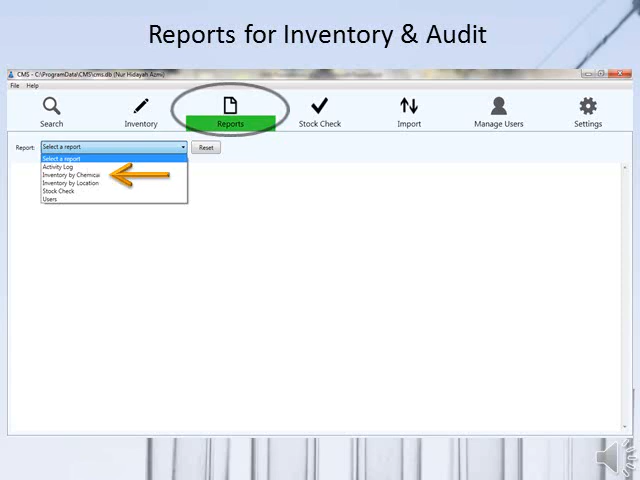 Reports for Inventory & Audit
CMS - C:\ProgramData\CMS\cms.db (Nur Hidayah Azmi)
File Help
Search Inventory Reports Stock Check Import Manage Users Settings
Report: Select a report Reset
Select a report
Activity Log
Inventory by Chemical
Inventory by Location
Stock Check
Users